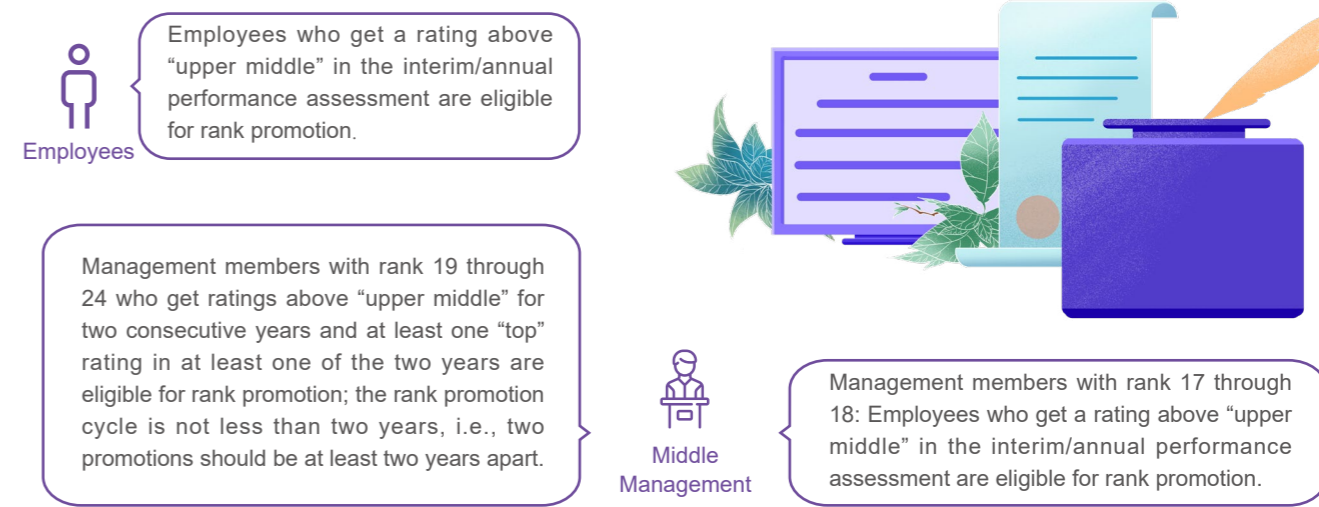 Employees who get a rating above
“upper middle” in the interim/annual
performance assessment are eligible
for rank promotion.
Employees
Management members with rank 19 through
24 who get ratings above “upper middle” for
two consecutive years and at least one “top”
rating in at least one of the two years are
eligible for rank promotion; the rank promotion
cycle is not less than two years, i.e., two
promotions should be at least two years apart.
Middle
Management
Management members with rank 17 through
18: Employees who get a rating above “upper
middle” in the interim/annual performance
assessment are eligible for rank promotion.